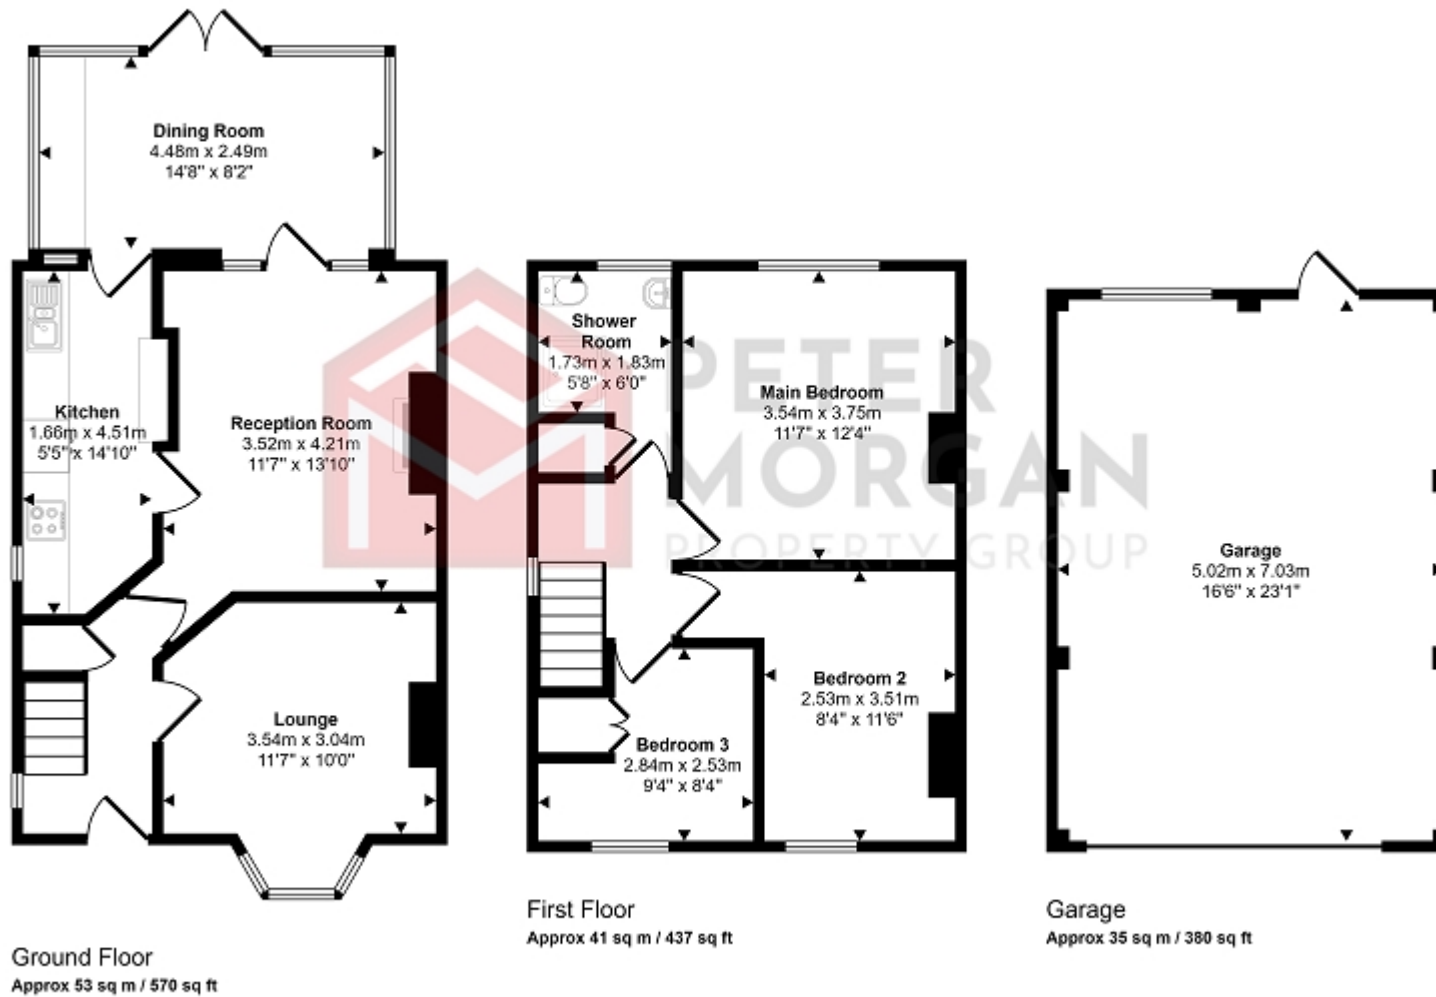 Dining Room
4.48m x 2.49m
14'8" x 8'2"
Kitchen
1.66m x 4.51m
5'5" x 14'10"
Reception Room
3.52m x 4.21m
11'7" x 13'10"
Lounge
3.54m x 3.04m
11'7" x 10'0"
Ground Floor
Approx 53 sq m / 570 sq ft
Shower
Room
1.73m x 1.83m
5'8" x 6'0"
Main Bedroom
3.54m x 3.75m
11'7" x 12'4"
Bedroom 2
2.53m x 3.51m
8'4" x 11'6"
Bedroom 3
2.84m x 2.53m
9'4" x 8'4"
First Floor
Approx 41 sq m / 437 sq ft
Garage
5.02m x 7.03m
16'6" x 23'1"
Garage
Approx 35 sq m / 380 sq ft
PETER
MORGAN
PROPERTY GROUP